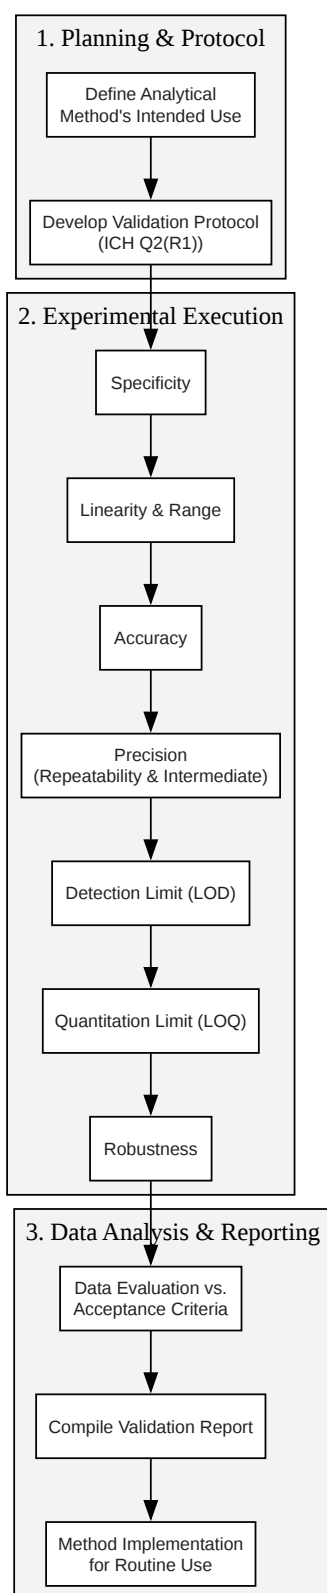 1. Planning & Protocol
Define Analytical
Method's Intended Use
Develop Validation Protocol
(ICH Q2(R1))
2. Experimental Execution
Specificity
Linearity & Range
Accuracy
Precision
(Repeatability & Intermediate)
Detection Limit (LOD)
Quantitation Limit (LOQ)
Robustness
3. Data Analysis & Reporting
Data Evaluation vs.
Acceptance Criteria
Compile Validation Report
Method Implementation
for Routine Use